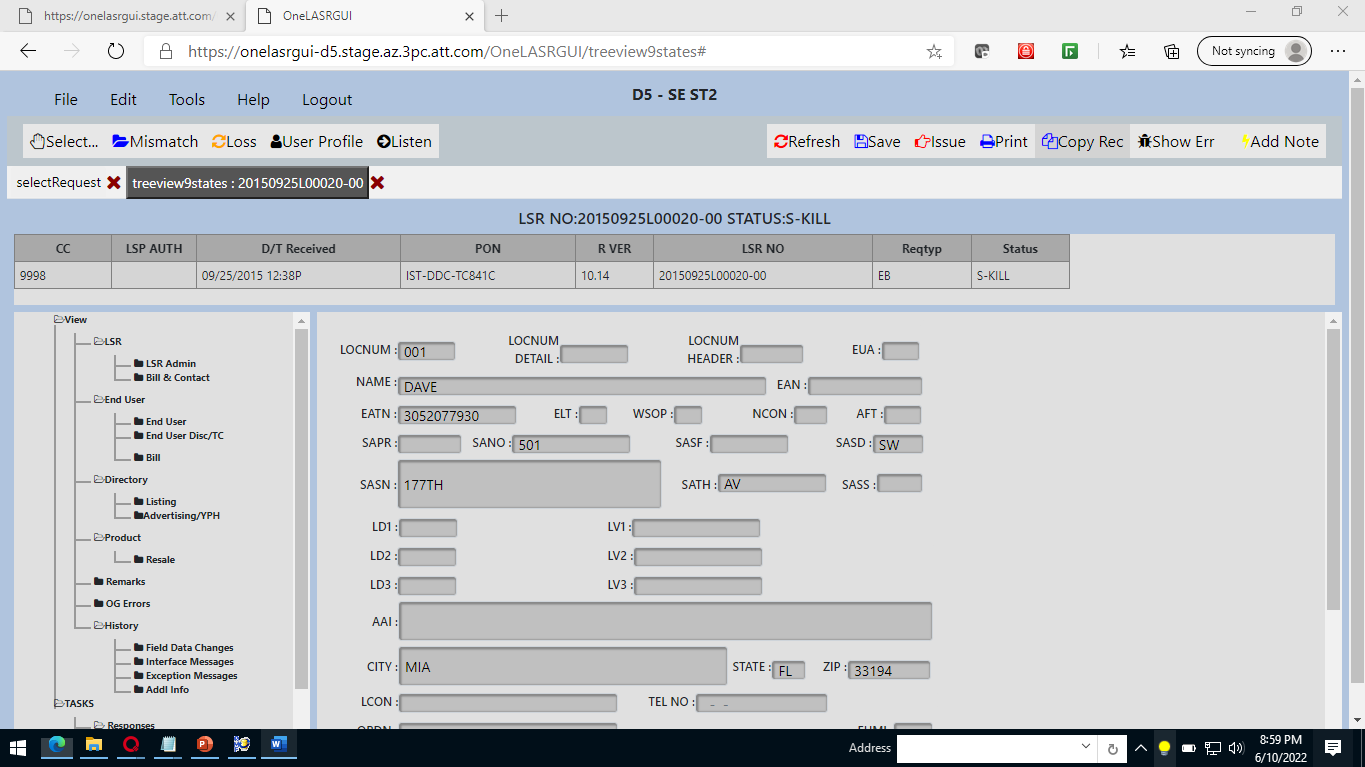 https://onelasrgui.stage.att.com/
OneLASRGUI
https://onelasrgui-d5.stage.az.3pc.att.com/OneLASRGUI/treeview9states#
Not syncing
File Edit Tools Help Logout
D5 - SE ST2
Select... Mismatch Loss User Profile Listen
Refresh Save Issue Print Copy Rec Show Err Add Note
selectRequest treeview9states : 20150925L00020-00
LSR NO:20150925L00020-00 STATUS:S-KILL
CC LSP AUTH D/T Received PON R VER LSR NO Reqtyp Status
9998 09/25/2015 12:38P IST-DDC-TC841C 10.14 20150925L00020-00 EB S-KILL
View
LSR
LSR Admin
Bill & Contact
End User
End User
End User Disc/TC
Bill
Directory
Listing
Advertising/YPH
Product
Resale
Remarks
OG Errors
History
Field Data Changes
Interface Messages
Exception Messages
Addl Info
TASKS
Responses
LOCNUM : 001 LOCNUM DETAIL : LOCNUM HEADER : EUA :
NAME : DAVE EAN :
EATN : 3052077930 ELT : WSOP : NCON : AFT :
SAPR : SANO : 501 SASF : SASD : SW
SASN : 177TH SATH : AV SASS :
LD1 : LV1 :
LD2 : LV2 :
LD3 : LV3 :
AAI :
CITY : MIA STATE : FL ZIP : 33194
LCON : TEL NO : _ - -
Address
8:59 PM
6/10/2022